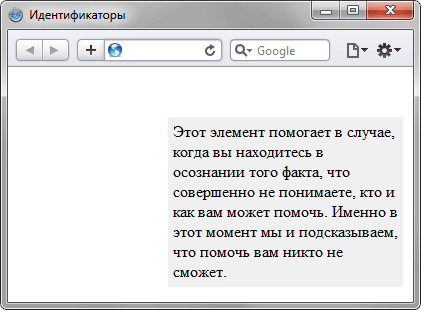 Идентификаторы
Google
Этот элемент помогает в случае,
когда вы находитесь в
осознании того факта, что
совершенно не понимаете, кто и
как вам может помочь. Именно в
этот момент мы и подсказываем,
что помочь вам никто не
сможет.